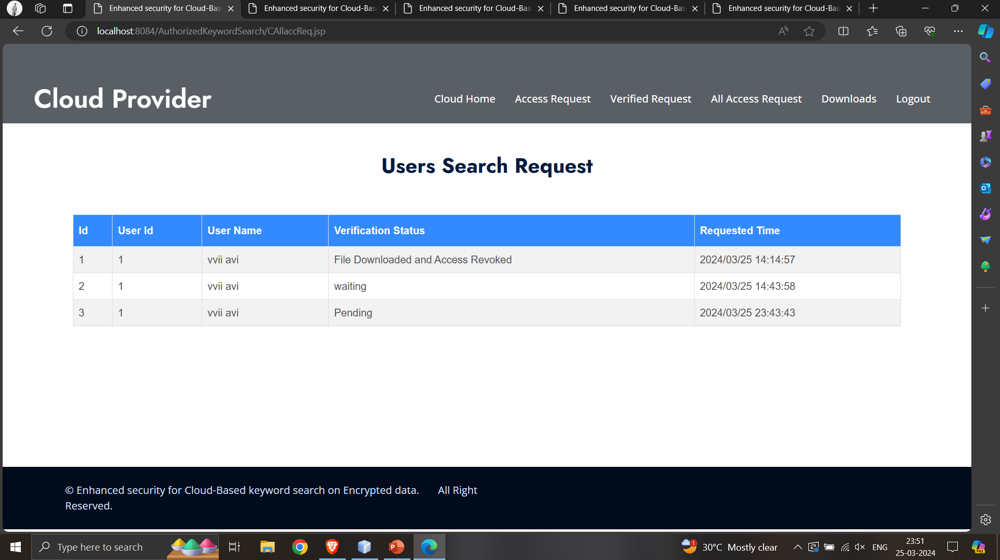 Enhanced security for Cloud-Bas
Enhanced security for Cloud-Bas
Enhanced security for Cloud-Bas
Enhanced security for Cloud-Bas
Enhanced security for Cloud-Bas
localhost:8084/AuthorizedKeywordSearch/CAllaccReq.jsp
Cloud Provider
Cloud Home Access Request Verified Request All Access Request Downloads Logout
Users Search Request
Id User Id User Name Verification Status Requested Time
1 1 vvii avi File Downloaded and Access Revoked 2024/03/25 14:14:57
2 1 vvii avi waiting 2024/03/25 14:43:58
3 1 vvii avi Pending 2024/03/25 23:43:43
© Enhanced security for Cloud-Based keyword search on Encrypted data. All Right
Reserved.
Type here to search
1
30°C Mostly clear
ENG
23:51
25-03-2024
PRE